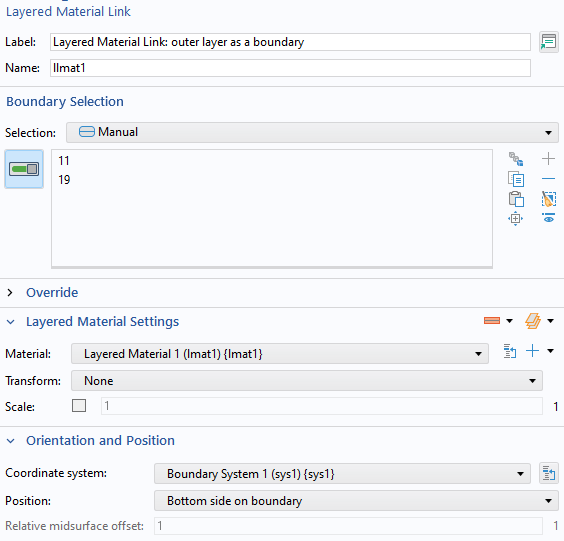 Layered Material Link
Label: Layered Material Link: outer layer as a boundary
Name: llmat1
Boundary Selection
Selection: Manual
11
19
Override
Layered Material Settings
Material: Layered Material 1 (lmat1) {lmat1}
Transform: None
Scale: 1 1
Orientation and Position
Coordinate system: Boundary System 1 (sys1) {sys1}
Position: Bottom side on boundary
Relative midsurface offset: 1 1